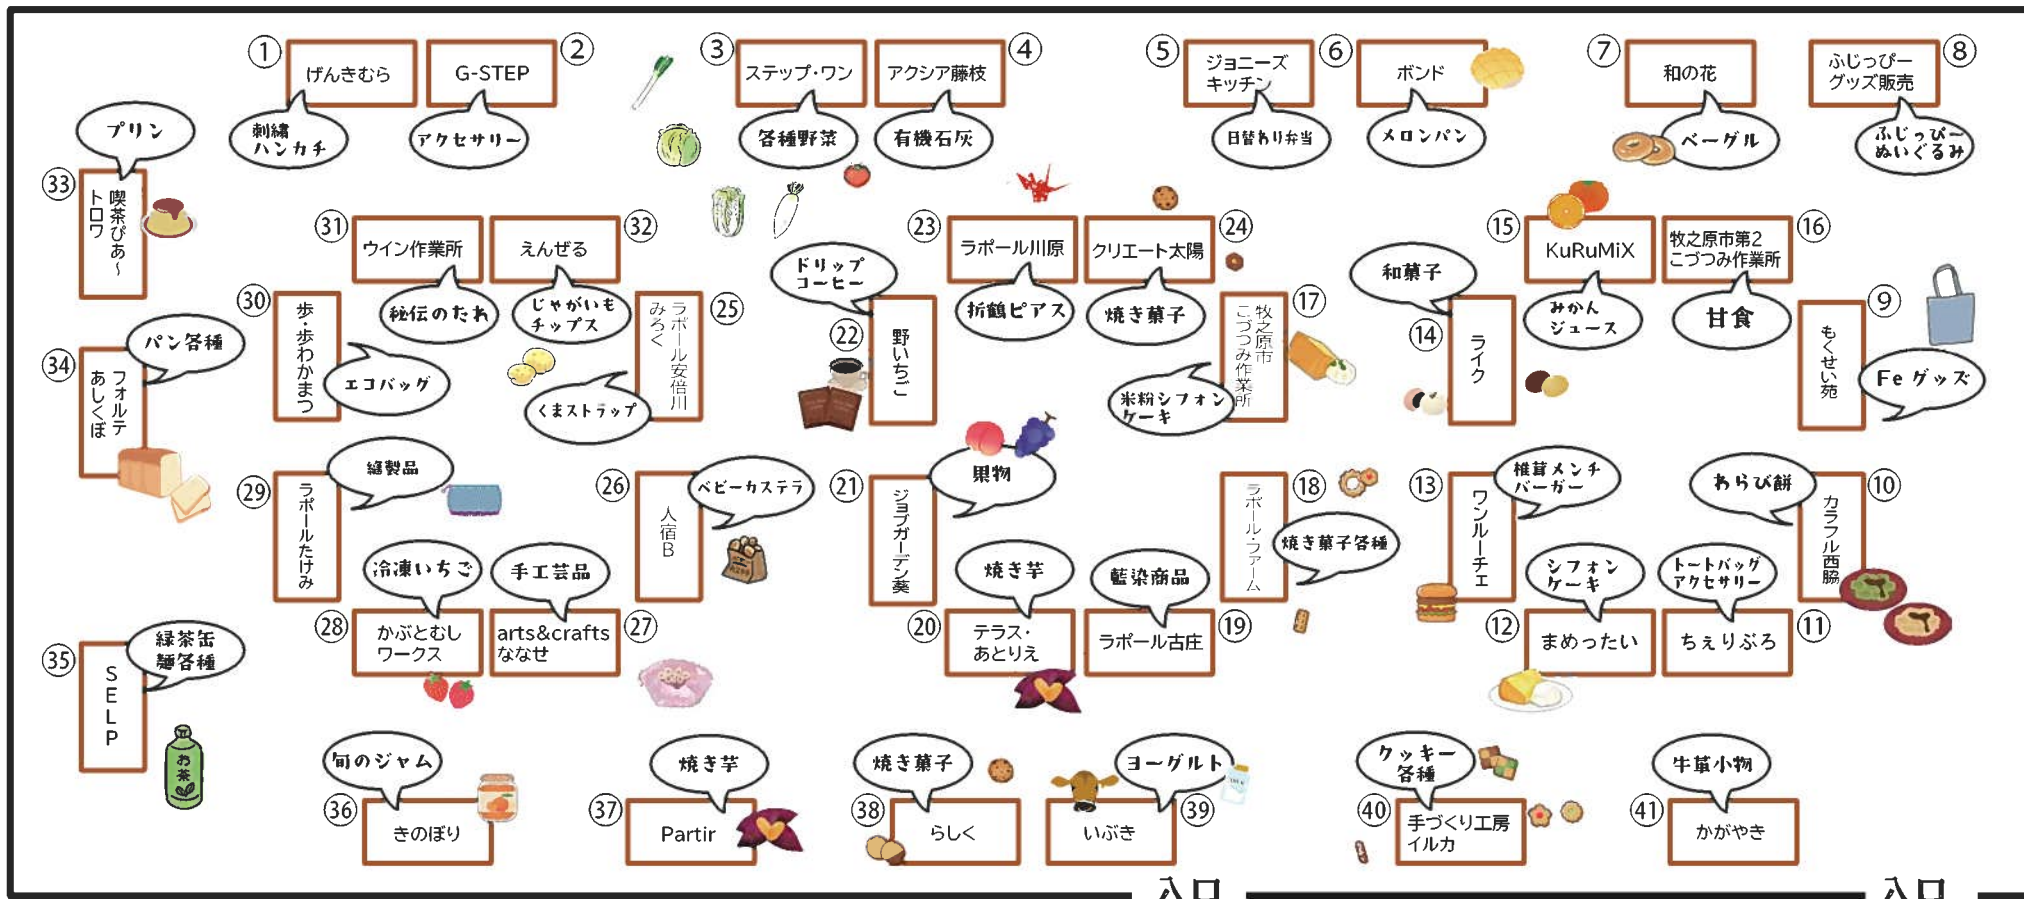 ①
げんきむら
刺繍
ハンカチ
②
G-STEP
アクセサリー
③
ステップ・ワン
各種野菜
④
アクシア藤枝
有機石灰
⑤
ジョニーズ
キッチン
日替わり弁当
⑥
ボンド
メロンパン
⑦
和の花
ベーグル
⑧
ふじっぴー
グッズ販売
ふじっぴ〜
ぬいぐるみ
⑨
もくせい苑
Feグッズ
⑩
カラフル西脇
わらび餅
⑪
ちぇりぶろ
トートバッグ
アクセサリー
⑫
まめったい
シフォン
ケーキ
⑬
ワンルーチェ
椎茸メンチ
バーガー
⑭
ライク
和菓子
⑮
KuRuMiX
みかん
ジュース
⑯
牧之原市第2
こづつみ作業所
甘食
⑰
牧之原市
こづつみ作業所
米粉シフォン
ケーキ
⑱
ラポール・ファーム
焼き菓子各種
⑲
ラポール古庄
藍染商品
⑳
テラス・
あとりえ
焼き芋
㉑
ジョブガーデン葵
果物
㉒
野いちご
ドリップ
コーヒー
㉓
ラポール川原
折鶴ピアス
㉔
クリエート太陽
焼き菓子
㉕
ラポール安倍川
みろく
くまストラップ
㉖
人宿B
ベビーカステラ
㉗
arts&crafts
ななせ
手工芸品
㉘
かぶとむし
ワークス
冷凍いちご
㉙
ラポールたけみ
縫製品
㉚
歩・歩わかまつ
エコバッグ
㉛
ウイン作業所
秘伝のたれ
㉜
えんぜる
じゃがいも
チップス
㉝
喫茶ぴあ〜
トロワ
プリン
㉞
フォルテ
あしくぼ
パン各種
㉟
SELP
緑茶缶
麺各種
お茶
㊱
きのぼり
旬のジャム
㊲
Partir
焼き芋
㊳
らしく
焼き菓子
㊴
いぶき
ヨーグルト
㊵
手づくり工房
イルカ
クッキー
各種
㊶
かがやき
牛革小物
入口
入口